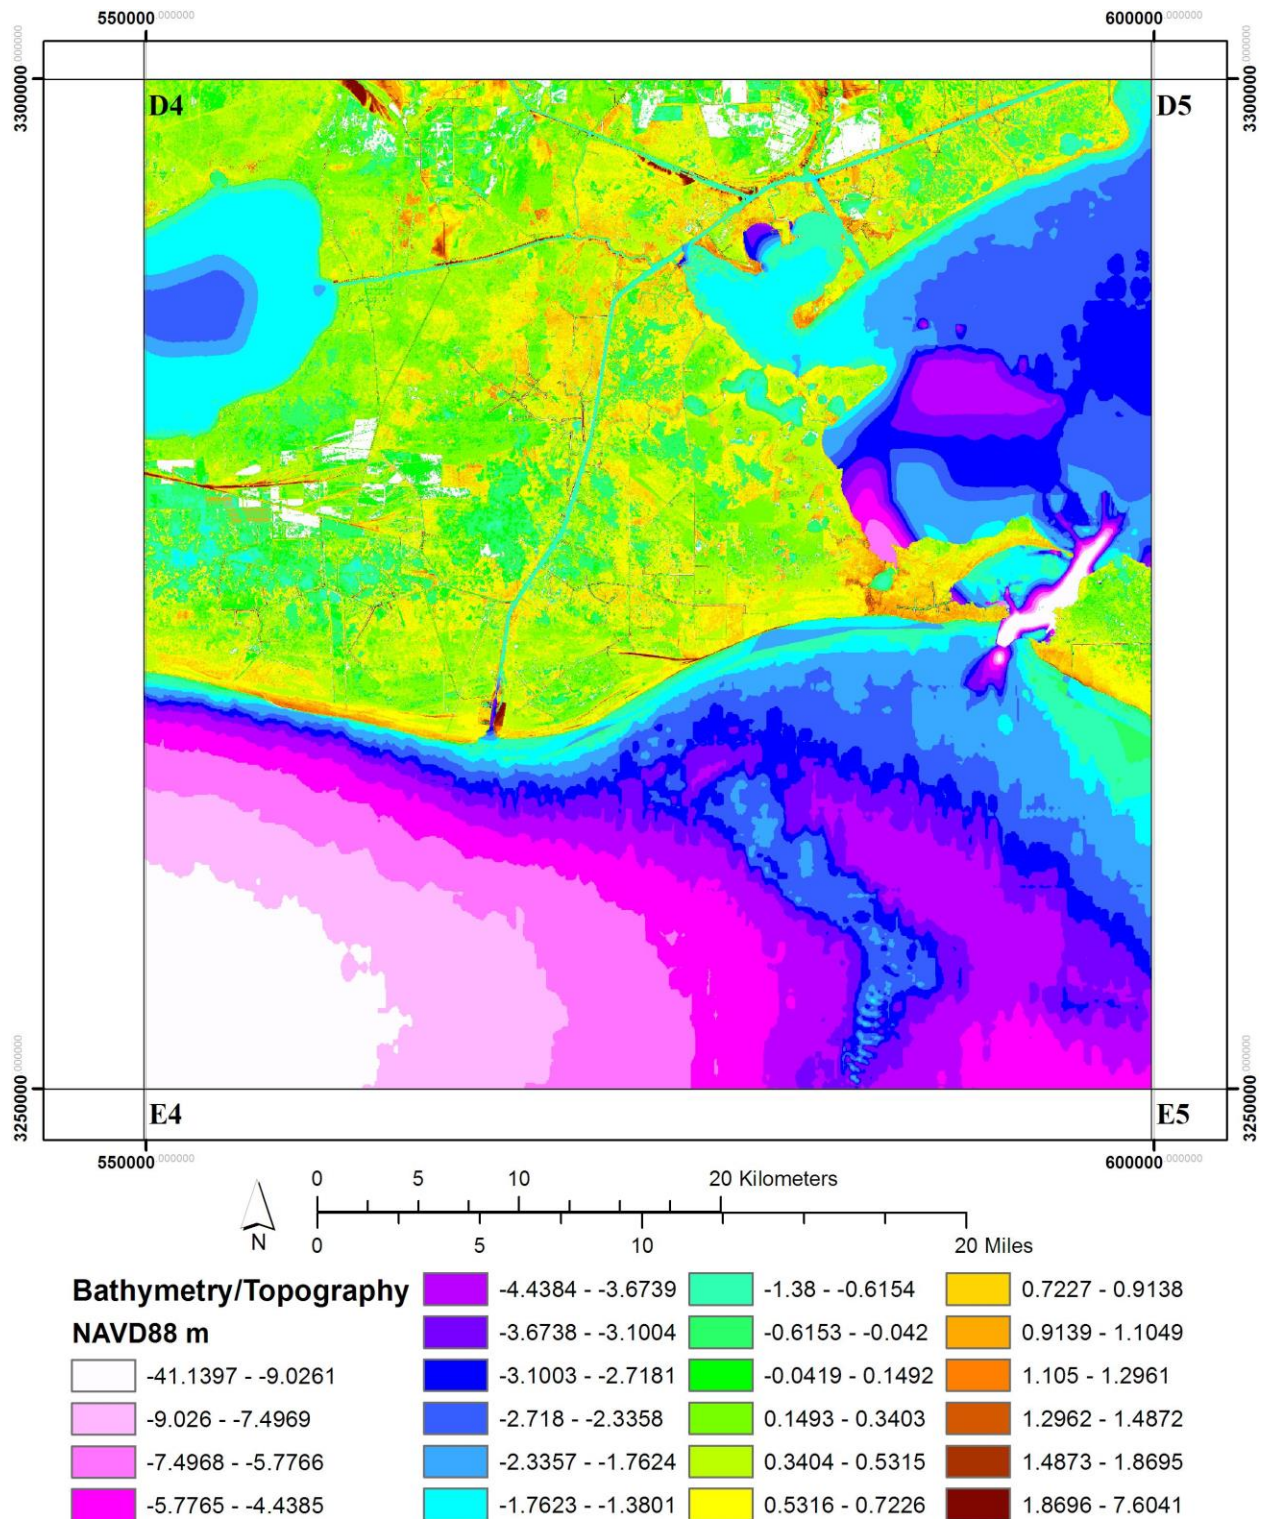 550000.000000 600000.000000
3300000.000000 3300000.000000
D4 D5
3250000.000000 3250000.000000
E4 E5
550000.000000 600000.000000
0 5 10 20 Kilometers
N
0 5 10 20 Miles
Bathymetry/Topography
NAVD88 m
-41.1397 - -9.0261
-9.026 - -7.4969
-7.4968 - -5.7766
-5.7765 - -4.4385
-4.4384 - -3.6739
-3.6738 - -3.1004
-3.1003 - -2.7181
-2.718 - -2.3358
-2.3357 - -1.7624
-1.7623 - -1.3801
-1.38 - -0.6154
-0.6153 - -0.042
-0.0419 - 0.1492
0.1493 - 0.3403
0.3404 - 0.5315
0.5316 - 0.7226
0.7227 - 0.9138
0.9139 - 1.1049
1.105 - 1.2961
1.2962 - 1.4872
1.4873 - 1.8695
1.8696 - 7.6041